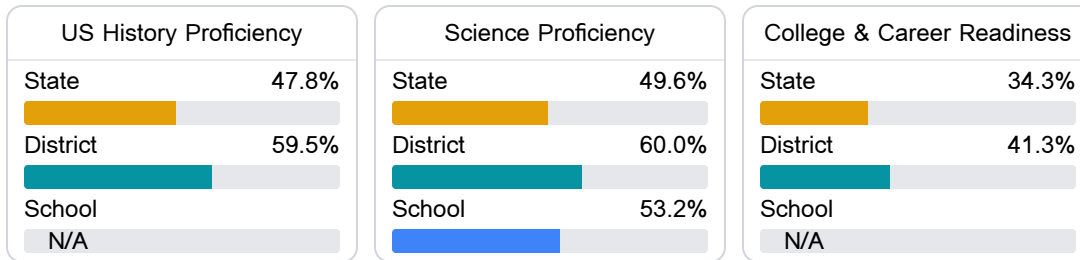 US History Proficiency
State 47.8%
District 59.5%
School
N/A
Science Proficiency
State 49.6%
District 60.0%
School 53.2%
College & Career Readiness
State 34.3%
District 41.3%
School
N/A